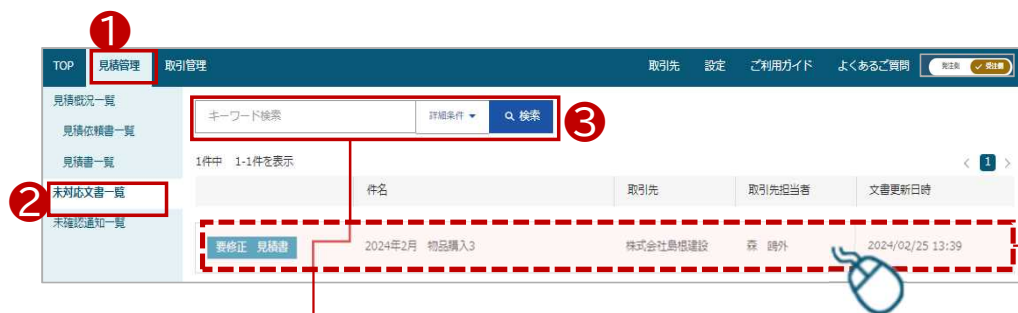 1
TOP 見積管理 取引管理 取引先 設定 ご利用ガイド よくあるご質問 発注側 受注側
見積概況一覧
キーワード検索 詳細条件 検索
3
見積依頼書一覧
見積書一覧
1件中 1-1件を表示
1
2
未対応文書一覧
件名 取引先 取引先担当者 文書更新日時
未確認通知一覧
要修正 見積書 2024年2月 物品購入3 株式会社島根建設 森 鴎外 2024/02/25 13:39